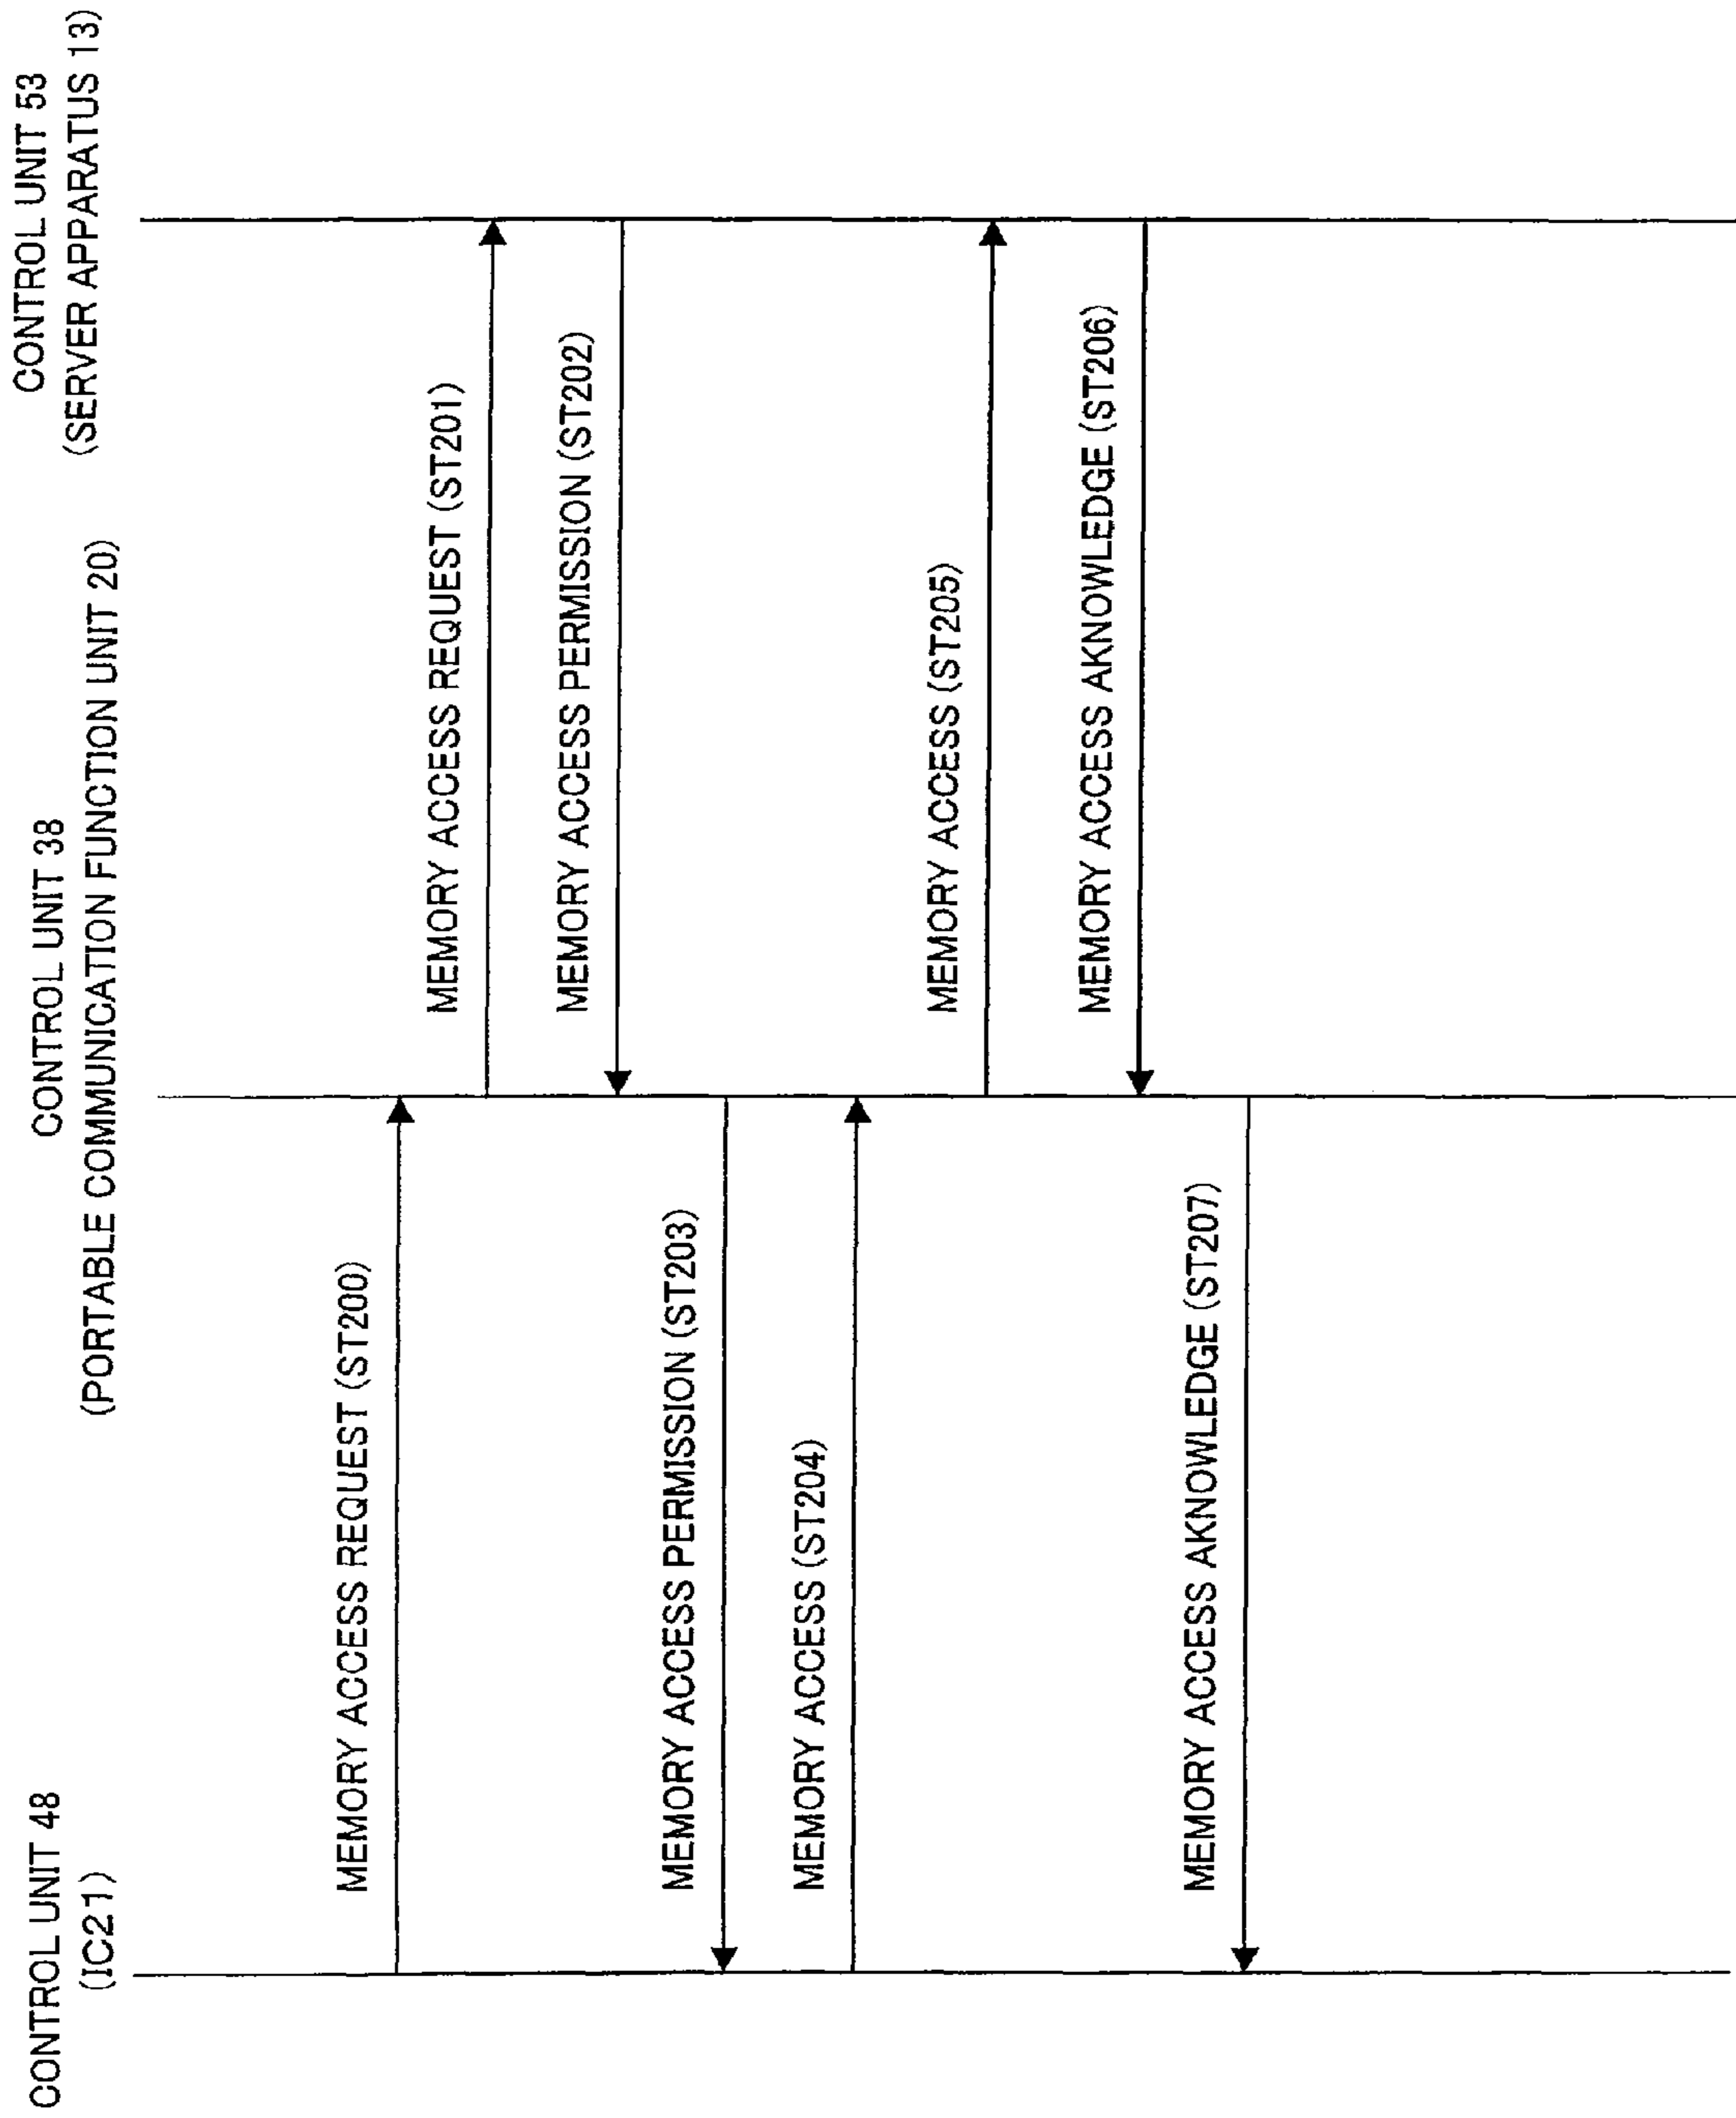 CONTROL UNIT 48
(IC21)
CONTROL UNIT 38
(PORTABLE COMMUNICATION FUNCTION UNIT 20)
CONTROL UNIT 53
(SERVER APPARATUS 13)
MEMORY ACCESS REQUEST (ST200)
MEMORY ACCESS REQUEST (ST201)
MEMORY ACCESS PERMISSION (ST202)
MEMORY ACCESS PERMISSION (ST203)
MEMORY ACCESS (ST204)
MEMORY ACCESS (ST205)
MEMORY ACCESS AKNOWLEDGE (ST206)
MEMORY ACCESS AKNOWLEDGE (ST207)